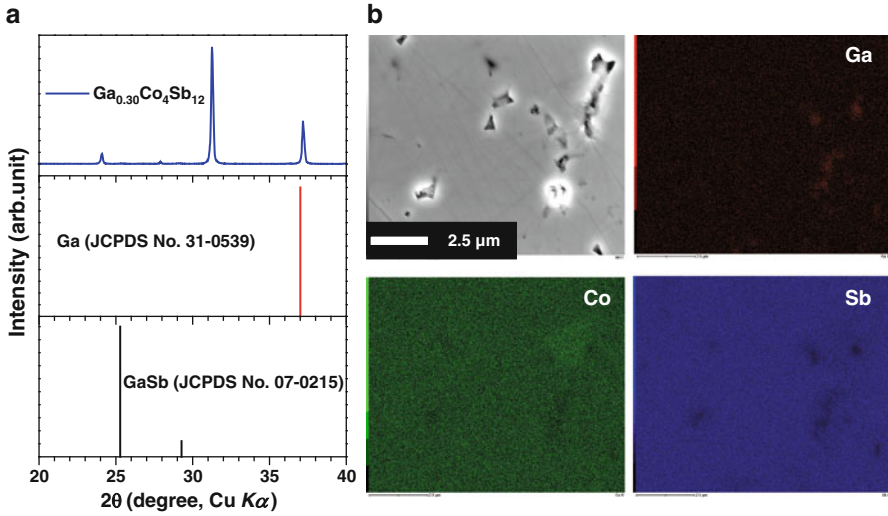 a
b
Intensity (arb.unit)
Ga0.30Co4Sb12
Ga (JCPDS No. 31-0539)
GaSb (JCPDS No. 07-0215)
20 25 30 35 40
2θ (degree, Cu Kα)
2.5 μm
Ga
Co
Sb